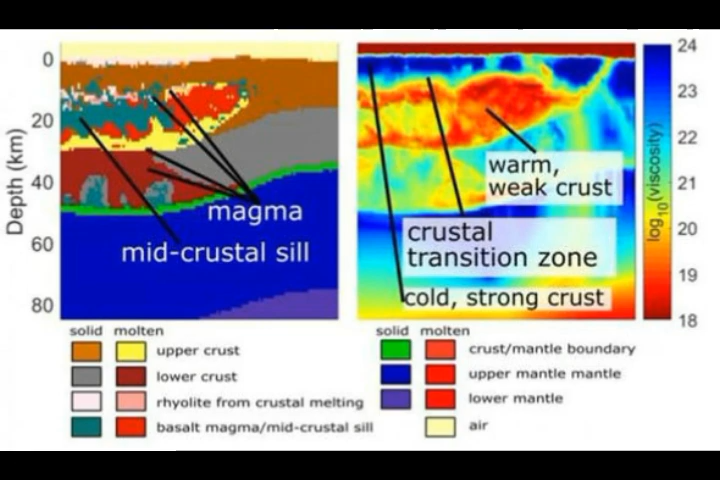 0
20
40
60
80
Depth (km)
magma
mid-crustal sill
warm,
weak crust
crustal
transition zone
cold, strong crust
24
23
22
21
20
19
18
log10(viscosity)
solid molten
upper crust
lower crust
rhyolite from crustal melting
basalt magma/mid-crustal sill
solid molten
crust/mantle boundary
upper mantle mantle
lower mantle
air